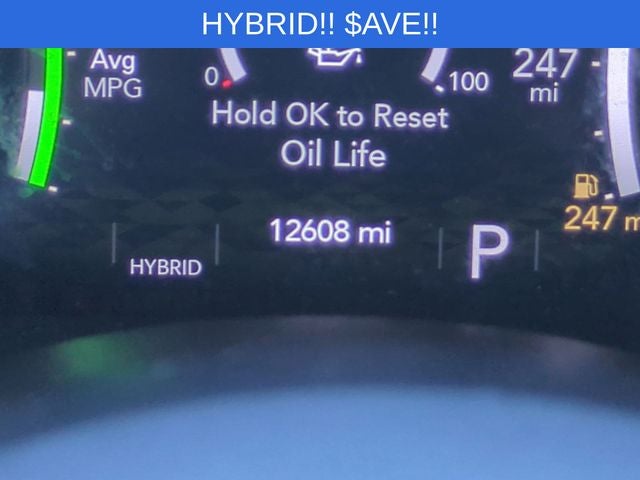 HYBRID!! $AVE!!
Avg
MPG
0
100
247
mi
Hold OK to Reset
Oil Life
247 m
12608 mi
HYBRID
P